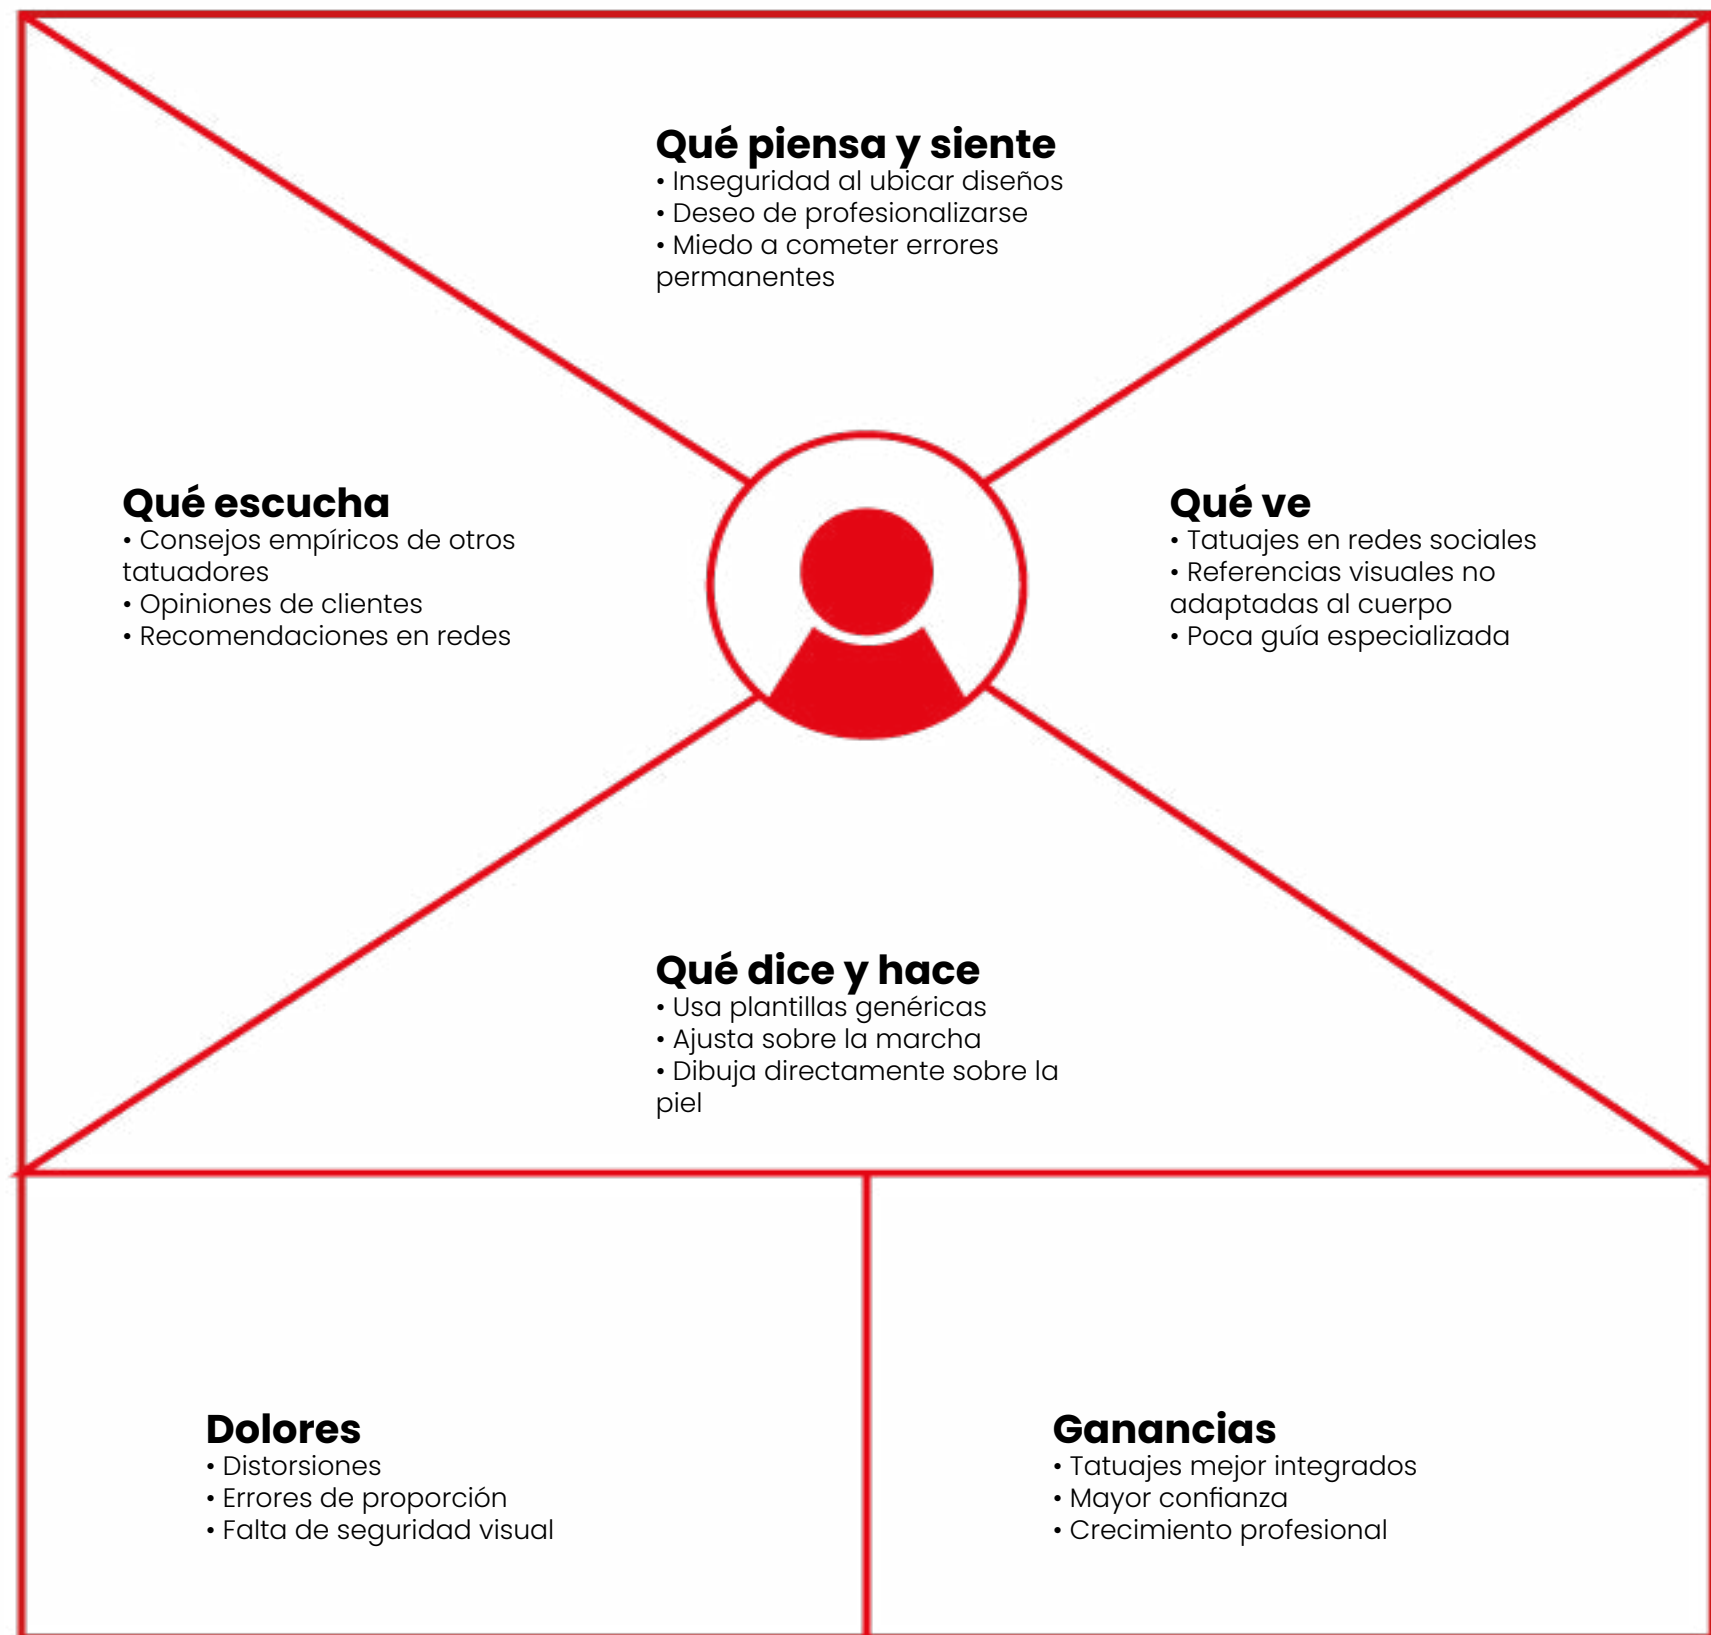 Qué piensa y siente
• Inseguridad al ubicar diseños
• Deseo de profesionalizarse
• Miedo a cometer errores
permanentes
Qué escucha
• Consejos empíricos de otros
tatuadores
• Opiniones de clientes
• Recomendaciones en redes
Qué ve
• Tatuajes en redes sociales
• Referencias visuales no
adaptadas al cuerpo
• Poca guía especializada
Qué dice y hace
• Usa plantillas genéricas
• Ajusta sobre la marcha
• Dibuja directamente sobre la
piel
Dolores
• Distorsiones
• Errores de proporción
• Falta de seguridad visual
Ganancias
• Tatuajes mejor integrados
• Mayor confianza
• Crecimiento profesional